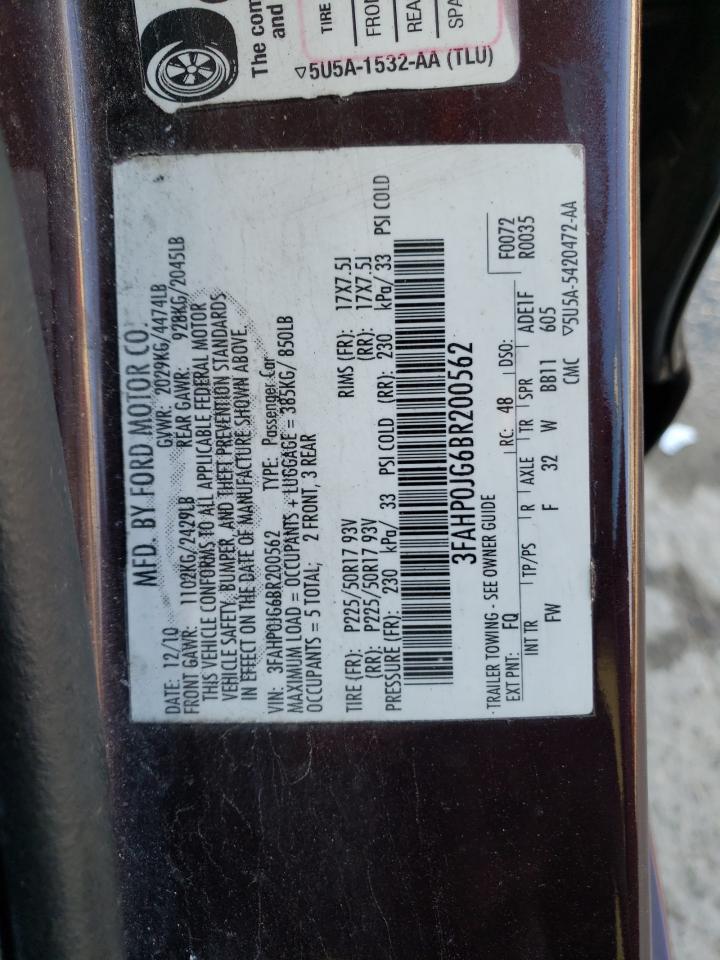 The com
and
TIRE
FRON
REA
SPA
▽5U5A-1532-AA (TLU)
MFD. BY FORD MOTOR CO.
DATE: 12/10 GVWR: 2029KG/4474LB
FRONT GAWR: 1102KG/2429LB REAR GAWR: 928KG/2045LB
THIS VEHICLE CONFORMS TO ALL APPLICABLE FEDERAL MOTOR
VEHICLE SAFETY, BUMPER, AND THEFT PREVENTION STANDARDS
IN EFFECT ON THE DATE OF MANUFACTURE SHOWN ABOVE.
VIN: 3FAHP0JG6BR200562 TYPE: Passenger Car
MAXIMUM LOAD = OCCUPANTS + LUGGAGE = 385KG/ 850LB
OCCUPANTS = 5 TOTAL; 2 FRONT, 3 REAR
TIRE (FR): P225/50R17 93V RIMS (FR): 17X7.5J
(RR): P225/50R17 93V (RR): 17X7.5J
PRESSURE (FR): 230 kPa/ 33 PSI COLD (RR): 230 kPa/ 33 PSI COLD
3FAHP0JG6BR200562
TRAILER TOWING - SEE OWNER GUIDE F0072
EXT PNT: FQ RC: 48 DSO: R0035
INT TR TP/PS R AXLE TR SPR ADE1F
FW F 32 W BB11 605
CMC ▽5U5A-5420472-AA